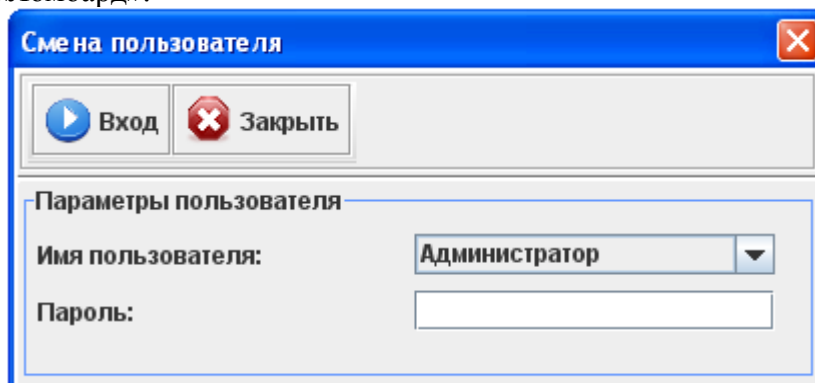 Смена пользователя
Вход Закрыть
Параметры пользователя
Имя пользователя: Администратор
Пароль: